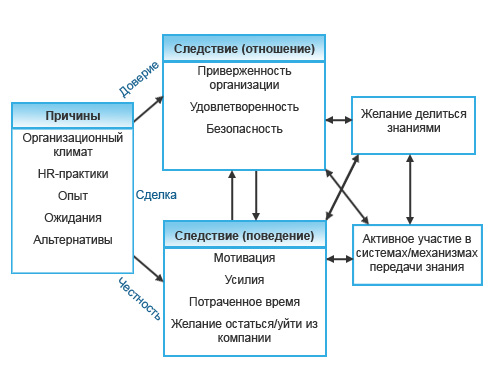 Причины
Организационный
климат
HR-практики
Опыт
Ожидания
Альтернативы
Доверие
Сделка
Честность
Следствие (отношение)
Приверженность
организации
Удовлетворенность
Безопасность
Следствие (поведение)
Мотивация
Усилия
Потраченное время
Желание остаться/уйти из
компании
Желание делиться
знаниями
Активное участие в
системах/механизмах
передачи знания